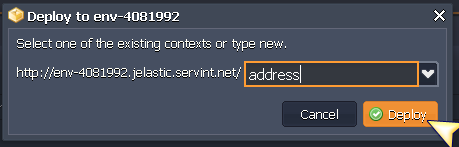 Deploy to env-4081992
Select one of the existing contexts or type new.
http://env-4081992.jelastic.servint.net/ address
Cancel Deploy